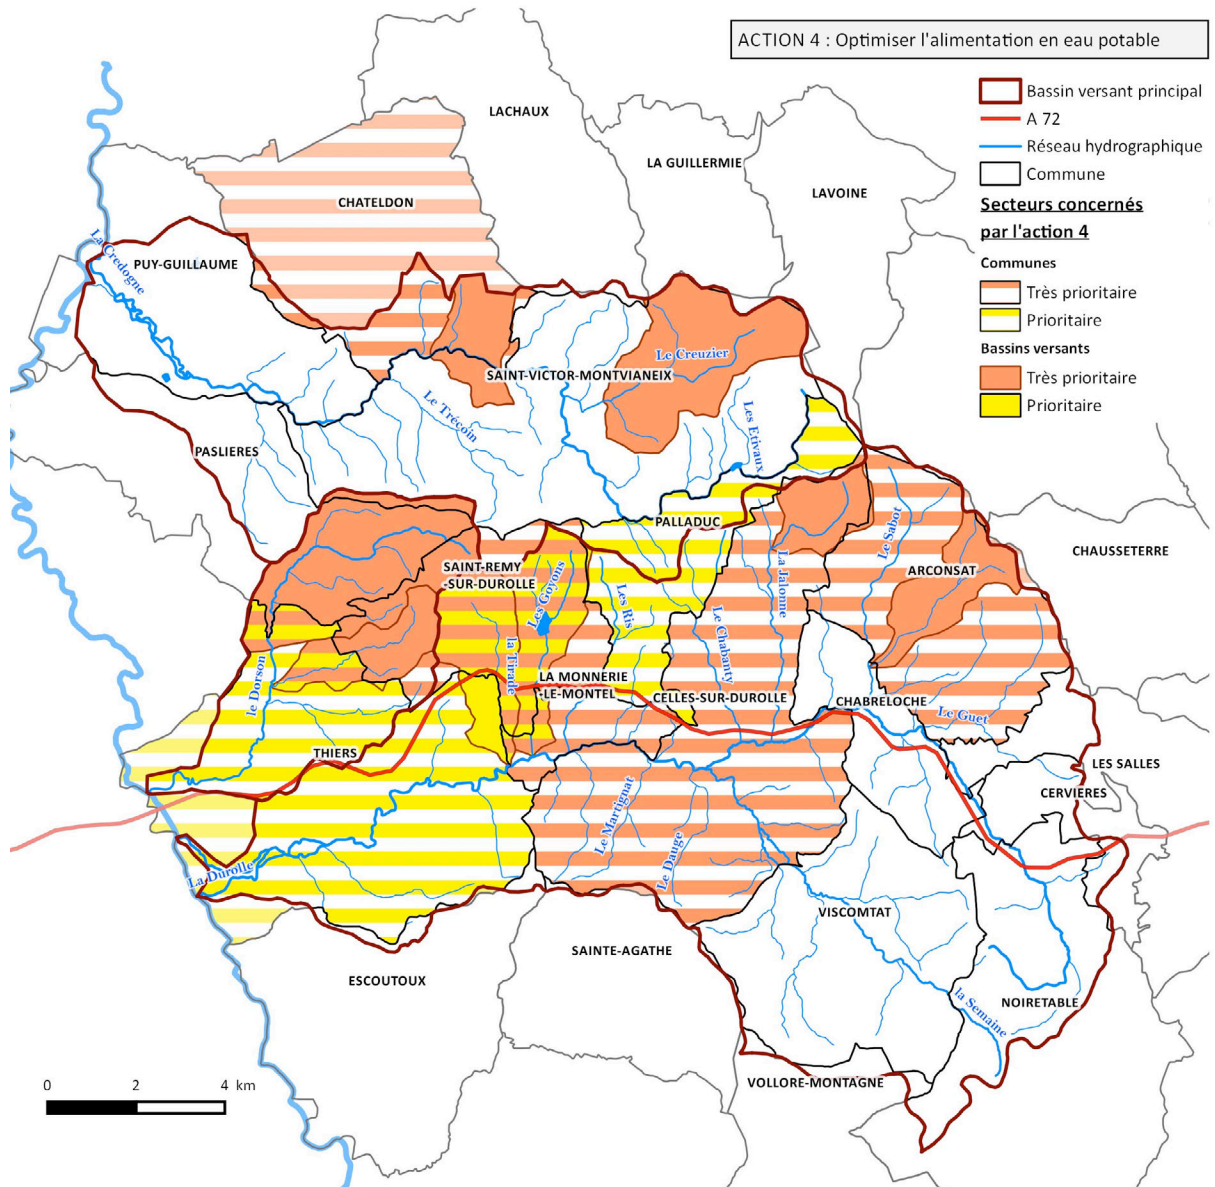 ACTION 4 : Optimiser l'alimentation en eau potable
Bassin versant principal
A 72
Réseau hydrographique
Commune
Secteurs concernés
par l'action 4
Communes
Très prioritaire
Prioritaire
Bassins versants
Très prioritaire
Prioritaire
LACHAUX
LA GUILLERMIE
LAVOINE
CHATELDON
La Credogne
PUY-GUILLAUME
Le Creuzier
SAINT-VICTOR-MONTVIANEIX
Le Trécoin
Les Etivaux
PASLIERES
PALLADUC
Le Sabot
CHAUSSETERRE
SAINT-REMY
-SUR-DUROLLE
Les Goyons
La Jalonne
ARCONSAT
Les Ris
le Dorson
la Tirade
Le Chabanty
LA MONNERIE
-LE-MONTEL
CELLES-SUR-DUROLLE
CHABRELOCHE
Le Guet
THIERS
LES SALLES
CERVIERES
Le Martignat
Le Dauge
La Durolle
VISCOMTAT
SAINTE-AGATHE
ESCOUTOUX
la Semaine
NOIRETABLE
VOLLORE-MONTAGNE
0 2 4 km